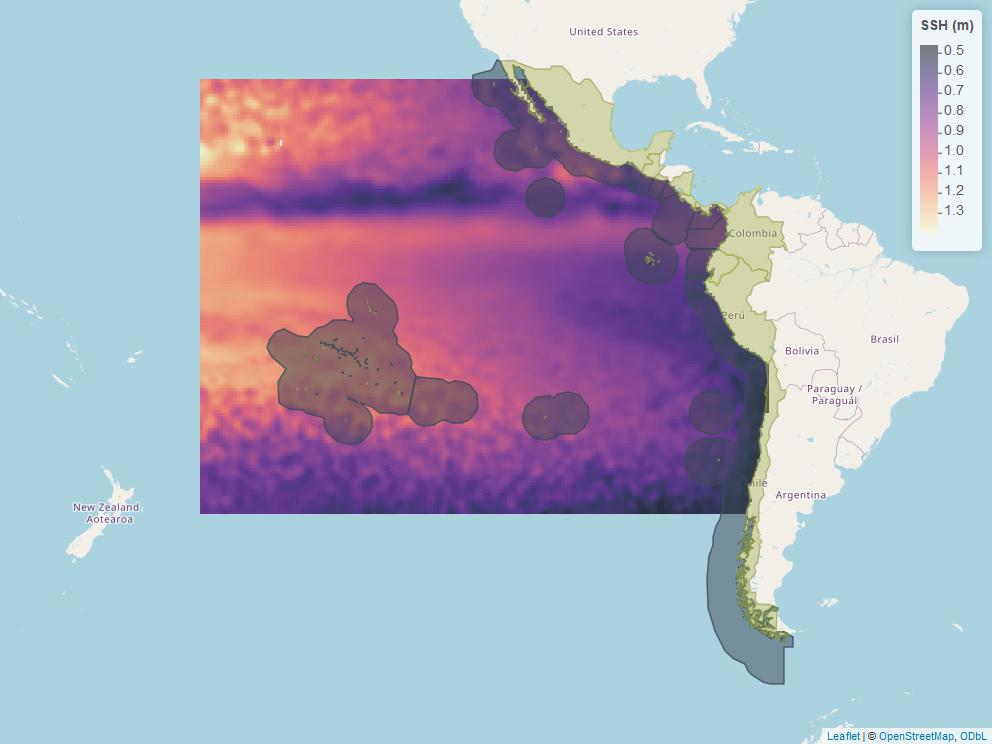 United States
SSH (m)
0.5
0.6
0.7
0.8
0.9
1.0
1.1
1.2
1.3
Colombia
Perú
Brasil
Bolivia
Paraguay /
Paraguái
hile
Argentina
New Zealand
Aotearoa
Leaflet | © OpenStreetMap, ODbL